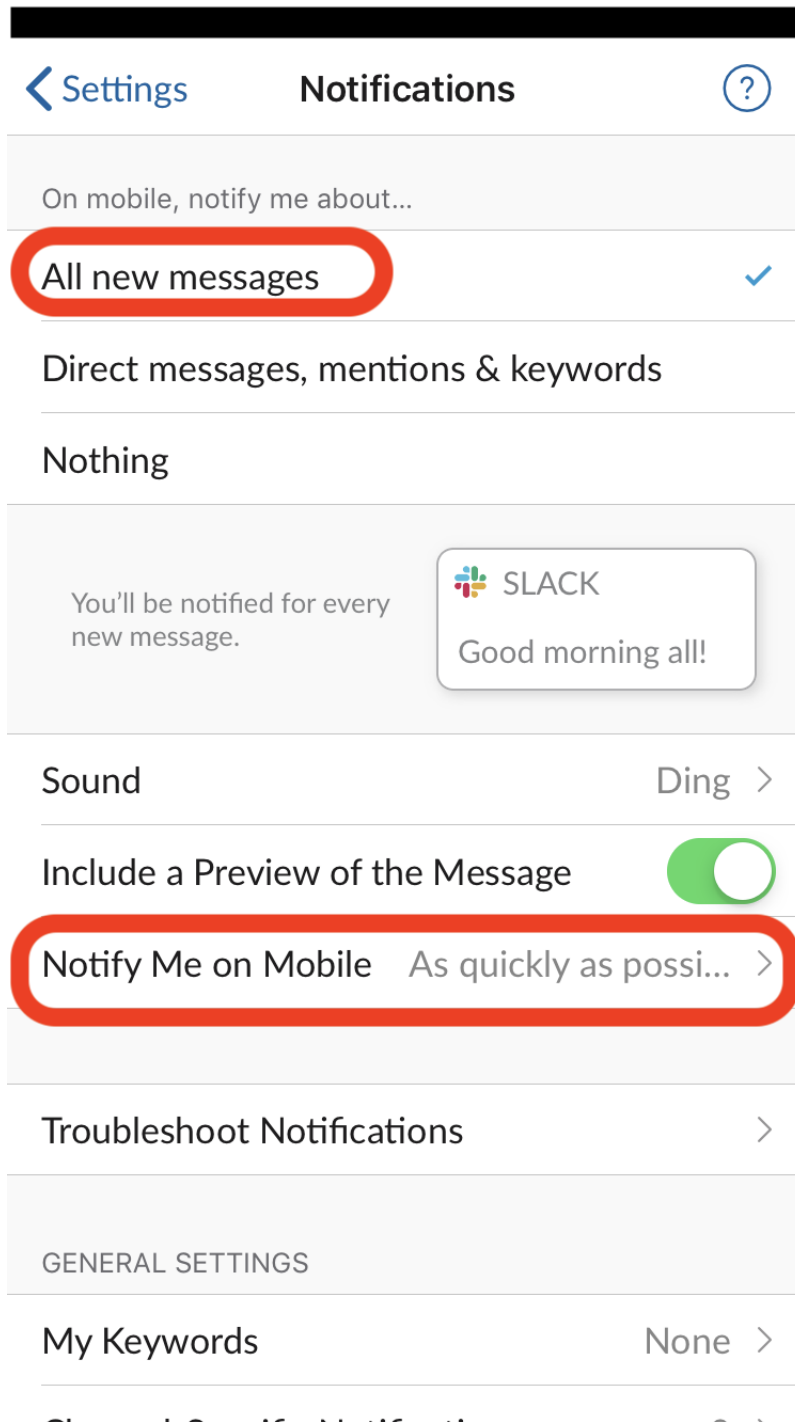 Settings
Notifications
?
On mobile, notify me about...
All new messages
Direct messages, mentions & keywords
Nothing
You'll be notified for every
new message.
SLACK
Good morning all!
Sound Ding
Include a Preview of the Message
Notify Me on Mobile As quickly as possi...
Troubleshoot Notifications
GENERAL SETTINGS
My Keywords None